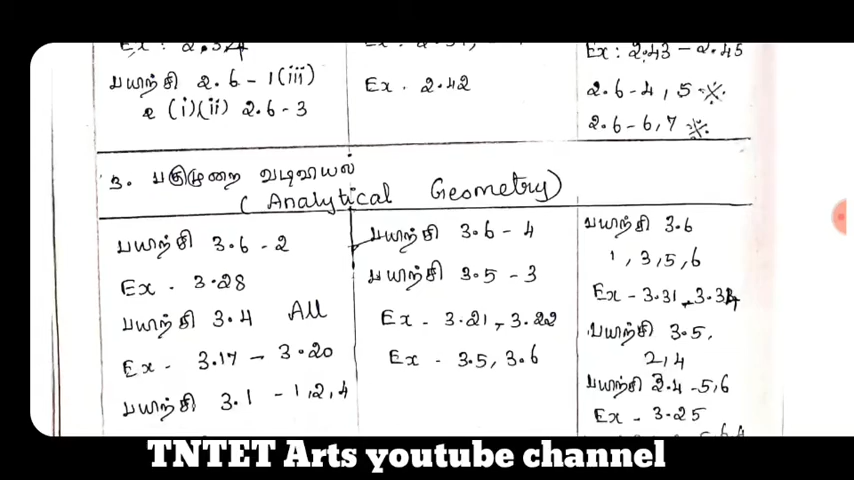 Ex: 2.34
பயிற்சி 2.6 - 1(iii)
2 (i)(ii) 2.6 - 3
Ex . 2.42
Ex : 2.43 - 2.45
2.6 - 4, 5 ※
2.6 - 6, 7 ※
3. பகுமுறை வடிவியல்
( Analytical Geometry)
பயிற்சி 3.6 - 2
Ex - 3.28
பயிற்சி 3.4 All
Ex - 3.17 - 3.20
பயிற்சி 3.1 - 1, 2, 4
பயிற்சி 3.6 - 4
பயிற்சி 3.5 - 3
Ex - 3.21, 3.22
Ex - 3.5, 3.6
பயிற்சி 3.6
1, 3, 5, 6
Ex - 3.31,
பயிற்சி 3.5,
2, 4
பயிற்சி 3.4 - 5, 6
Ex - 3.25
TNTET Arts youtube channel